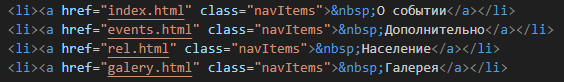 <li><a href="index.html" class="navItems">&nbsp;О событии</a></li>
<li><a href="events.html" class="navItems">&nbsp;Дополнительно</a></li>
<li><a href="rel.html" class="navItems">&nbsp;Население</a></li>
<li><a href="galery.html" class="navItems">&nbsp;Галерея</a></li>